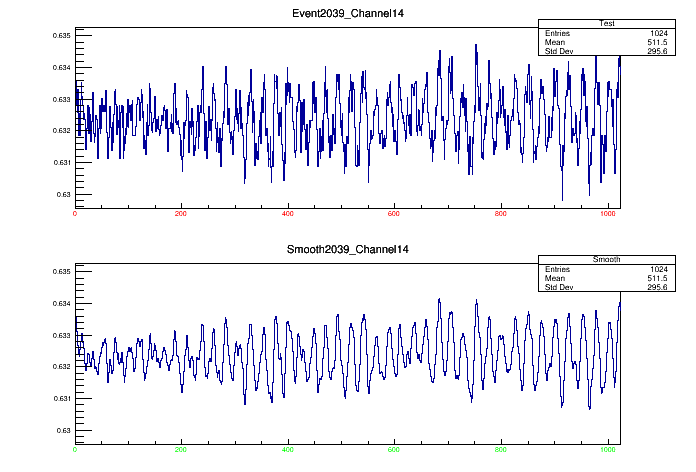 Event2039_Channel14
Test
Entries 1024
Mean 511.5
Std Dev 295.6
0.635
0.634
0.633
0.632
0.631
0.63
0 200 400 600 800 1000
Smooth2039_Channel14
Smooth
Entries 1024
Mean 511.5
Std Dev 295.6
0.635
0.634
0.633
0.632
0.631
0.63
0 200 400 600 800 1000